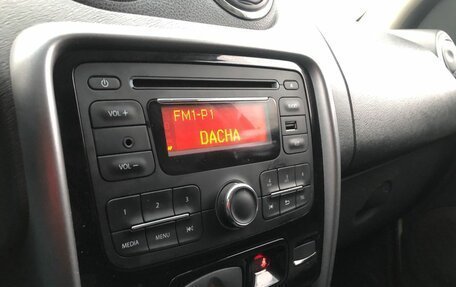 FM1-P1
DACHA
VOL +
VOL −
1
2
3
4
5
6
MEDIA
MENU